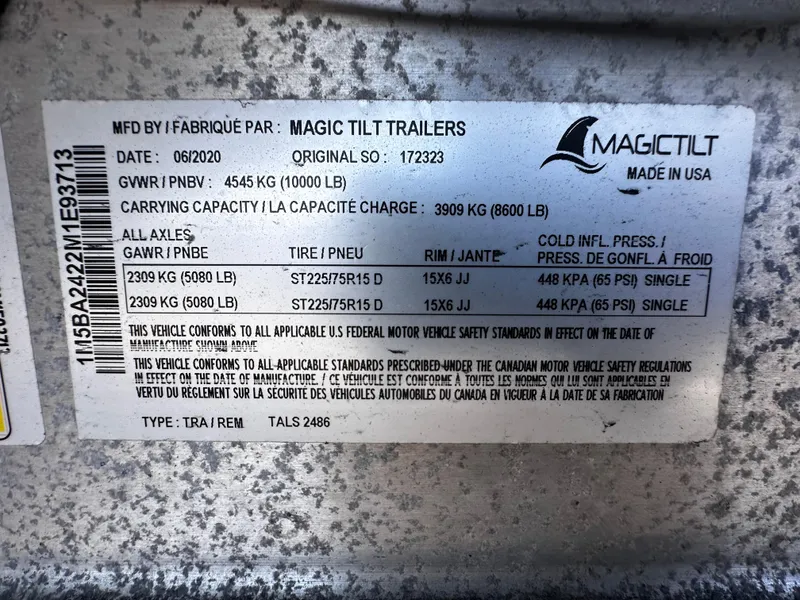 MFD BY / FABRIQUÉ PAR : MAGIC TILT TRAILERS
MAGICTILT
MADE IN USA
DATE : 06/2020 ORIGINAL SO : 172323
GVWR / PNBV : 4545 KG (10000 LB)
CARRYING CAPACITY / LA CAPACITÉ CHARGE : 3909 KG (8600 LB)
ALL AXLES
GAWR / PNBE TIRE / PNEU RIM / JANTE COLD INFL. PRESS. / PRESS. DE GONFL. À FROID
2309 KG (5080 LB) ST225/75R15 D 15X6 JJ 448 KPA (65 PSI) SINGLE
2309 KG (5080 LB) ST225/75R15 D 15X6 JJ 448 KPA (65 PSI) SINGLE
THIS VEHICLE CONFORMS TO ALL APPLICABLE U.S FEDERAL MOTOR VEHICLE SAFETY STANDARDS IN EFFECT ON THE DATE OF
MANUFACTURE SHOWN ABOVE
THIS VEHICLE CONFORMS TO ALL APPLICABLE STANDARDS PRESCRIBED UNDER THE CANADIAN MOTOR VEHICLE SAFETY REGULATIONS
IN EFFECT ON THE DATE OF MANUFACTURE. / CE VÉHICULE EST CONFORME À TOUTES LES NORMES QUI LUI SONT APPLICABLES EN
VERTU DU RÈGLEMENT SUR LA SÉCURITÉ DES VÉHICULES AUTOMOBILES DU CANADA EN VIGUEUR À LA DATE DE SA FABRICATION
TYPE : TRA / REM TALS 2486
1M5BA2422M1E93713